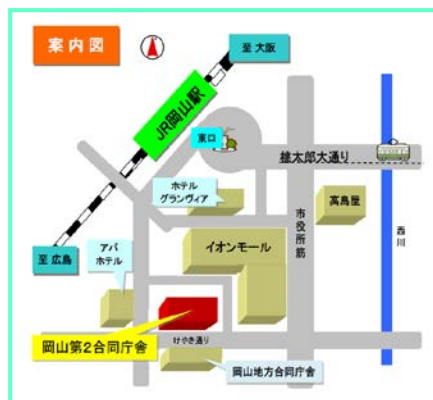 案内図
至 大阪
JR岡山駅
東口
桃太郎大通り
ホテル
グランヴィア
高島屋
市役所筋
西川
至 広島
アパ
ホテル
イオンモール
岡山第2合同庁舎
けやき通り
岡山地方合同庁舎